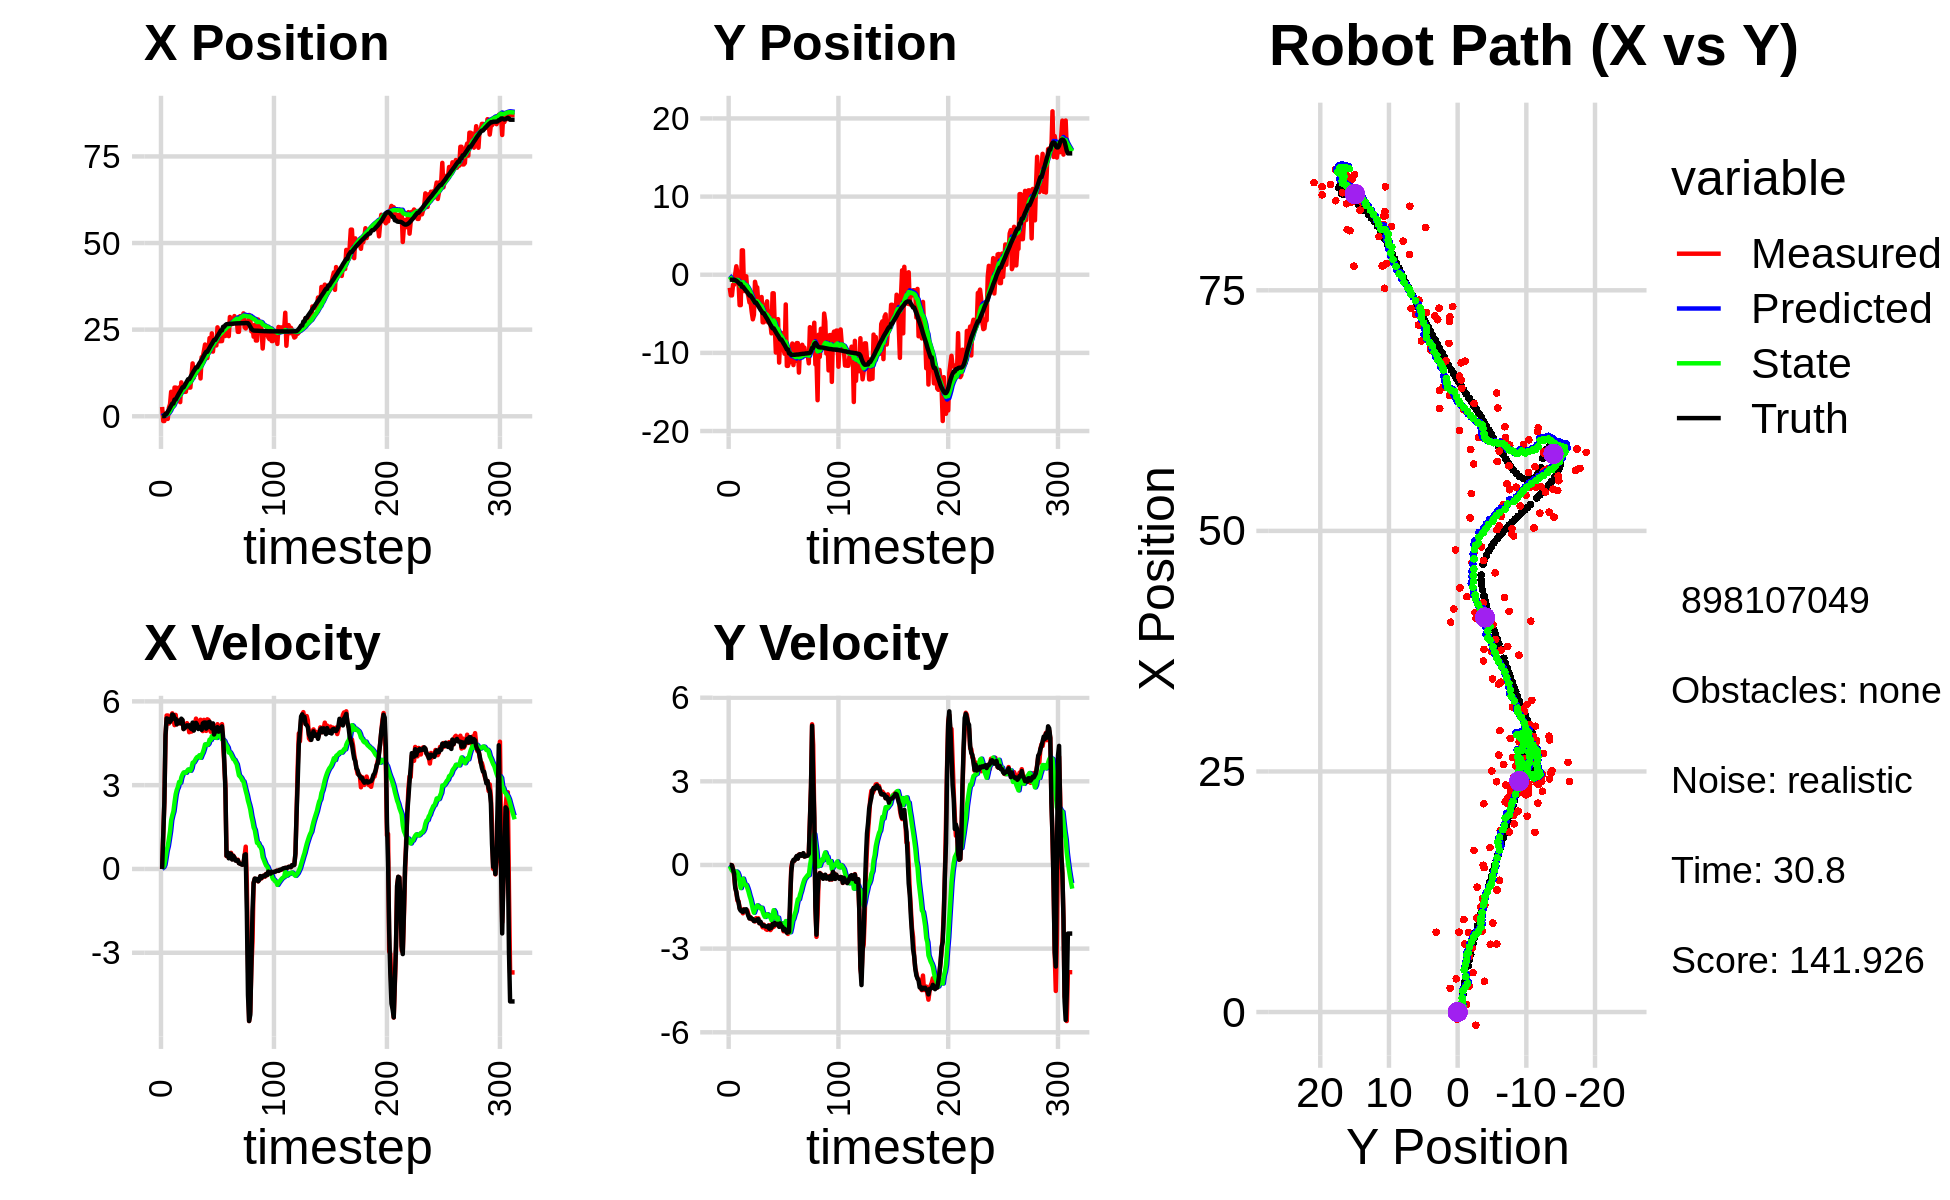 X Position
75
50
25
0
0
100
200
300
timestep
Y Position
20
10
0
-10
-20
0
100
200
300
timestep
X Velocity
6
3
0
-3
0
100
200
300
timestep
Y Velocity
6
3
0
-3
-6
0
100
200
300
timestep
Robot Path (X vs Y)
X Position
75
50
25
0
20 10 0 -10 -20
Y Position
variable
Measured
Predicted
State
Truth
898107049
Obstacles: none
Noise: realistic
Time: 30.8
Score: 141.926